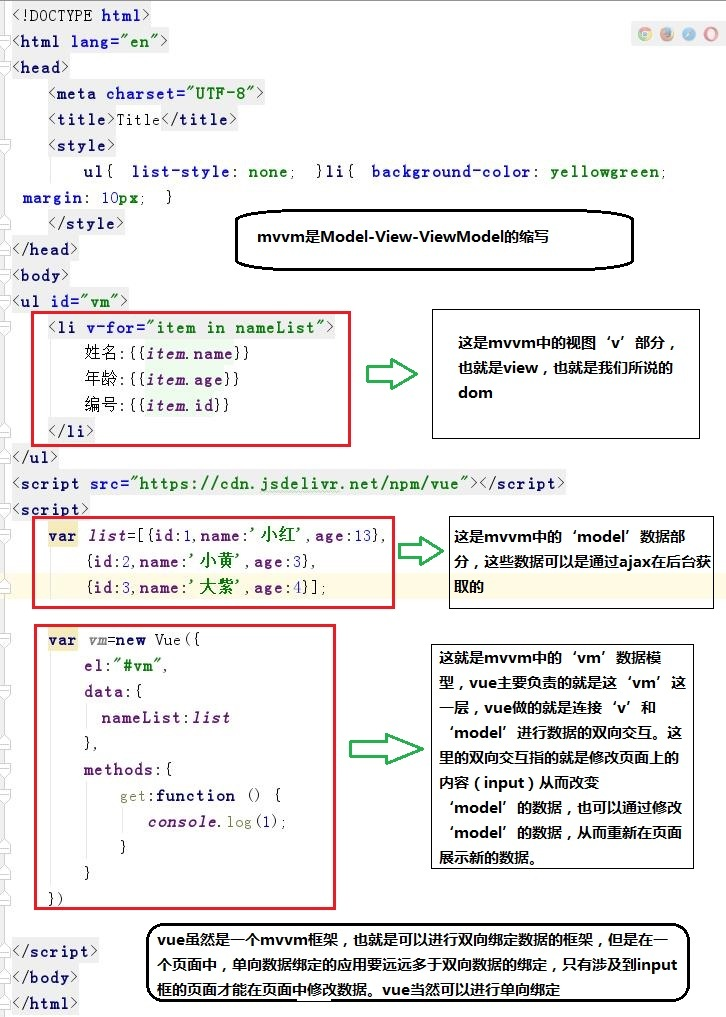 <!DOCTYPE html>
<html lang="en">
<head>
<meta charset="UTF-8">
<title>Title</title>
<style>
ul{ list-style: none; }li{ background-color: yellowgreen;
margin: 10px; }
</style>
mvvm是Model-View-ViewModel的缩写
</head>
<body>
<ul id="vm">
<li v-for="item in nameList">
姓名:{{item.name}}
年龄:{{item.age}}
编号:{{item.id}}
</li>
这是mvvm中的视图‘v’部分，
也就是view，也就是我们所说的
dom
</ul>
<script src="https://cdn.jsdelivr.net/npm/vue"></script>
<script>
var list=[{id:1,name:'小红',age:13},
{id:2,name:'小黄',age:3},
{id:3,name:'大紫',age:4}];
这是mvvm中的‘model’数据部
分，这些数据可以是通过ajax在后台获
取的
var vm=new Vue({
el:"#vm",
data:{
nameList:list
},
methods:{
get:function () {
console.log(1);
}
}
})
这就是mvvm中的‘vm’数据模
型，vue主要负责的就是这‘vm’这
一层，vue做的就是连接‘v’和
‘model’进行数据的双向交互。这
里的双向交互指的就是修改页面上的
内容（input）从而改变
‘model’的数据，也可以通过修改
‘model’的数据，从而重新在页面
展示新的数据。
vue虽然是一个mvvm框架，也就是可以进行双向绑定数据的框架，但是在一
个页面中，单向数据绑定的应用要远远多于双向数据的绑定，只有涉及到input
框的页面才能在页面中修改数据。vue当然可以进行单向绑定
</script>
</body>
</html>